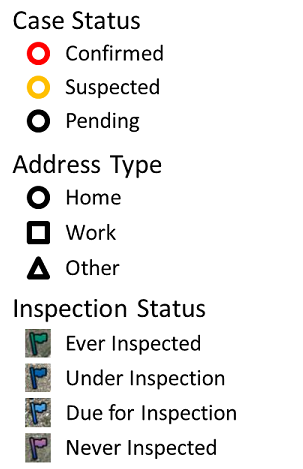 Case Status
Confirmed
Suspected
Pending
Address Type
Home
Work
Other
Inspection Status
Ever Inspected
Under Inspection
Due for Inspection
Never Inspected